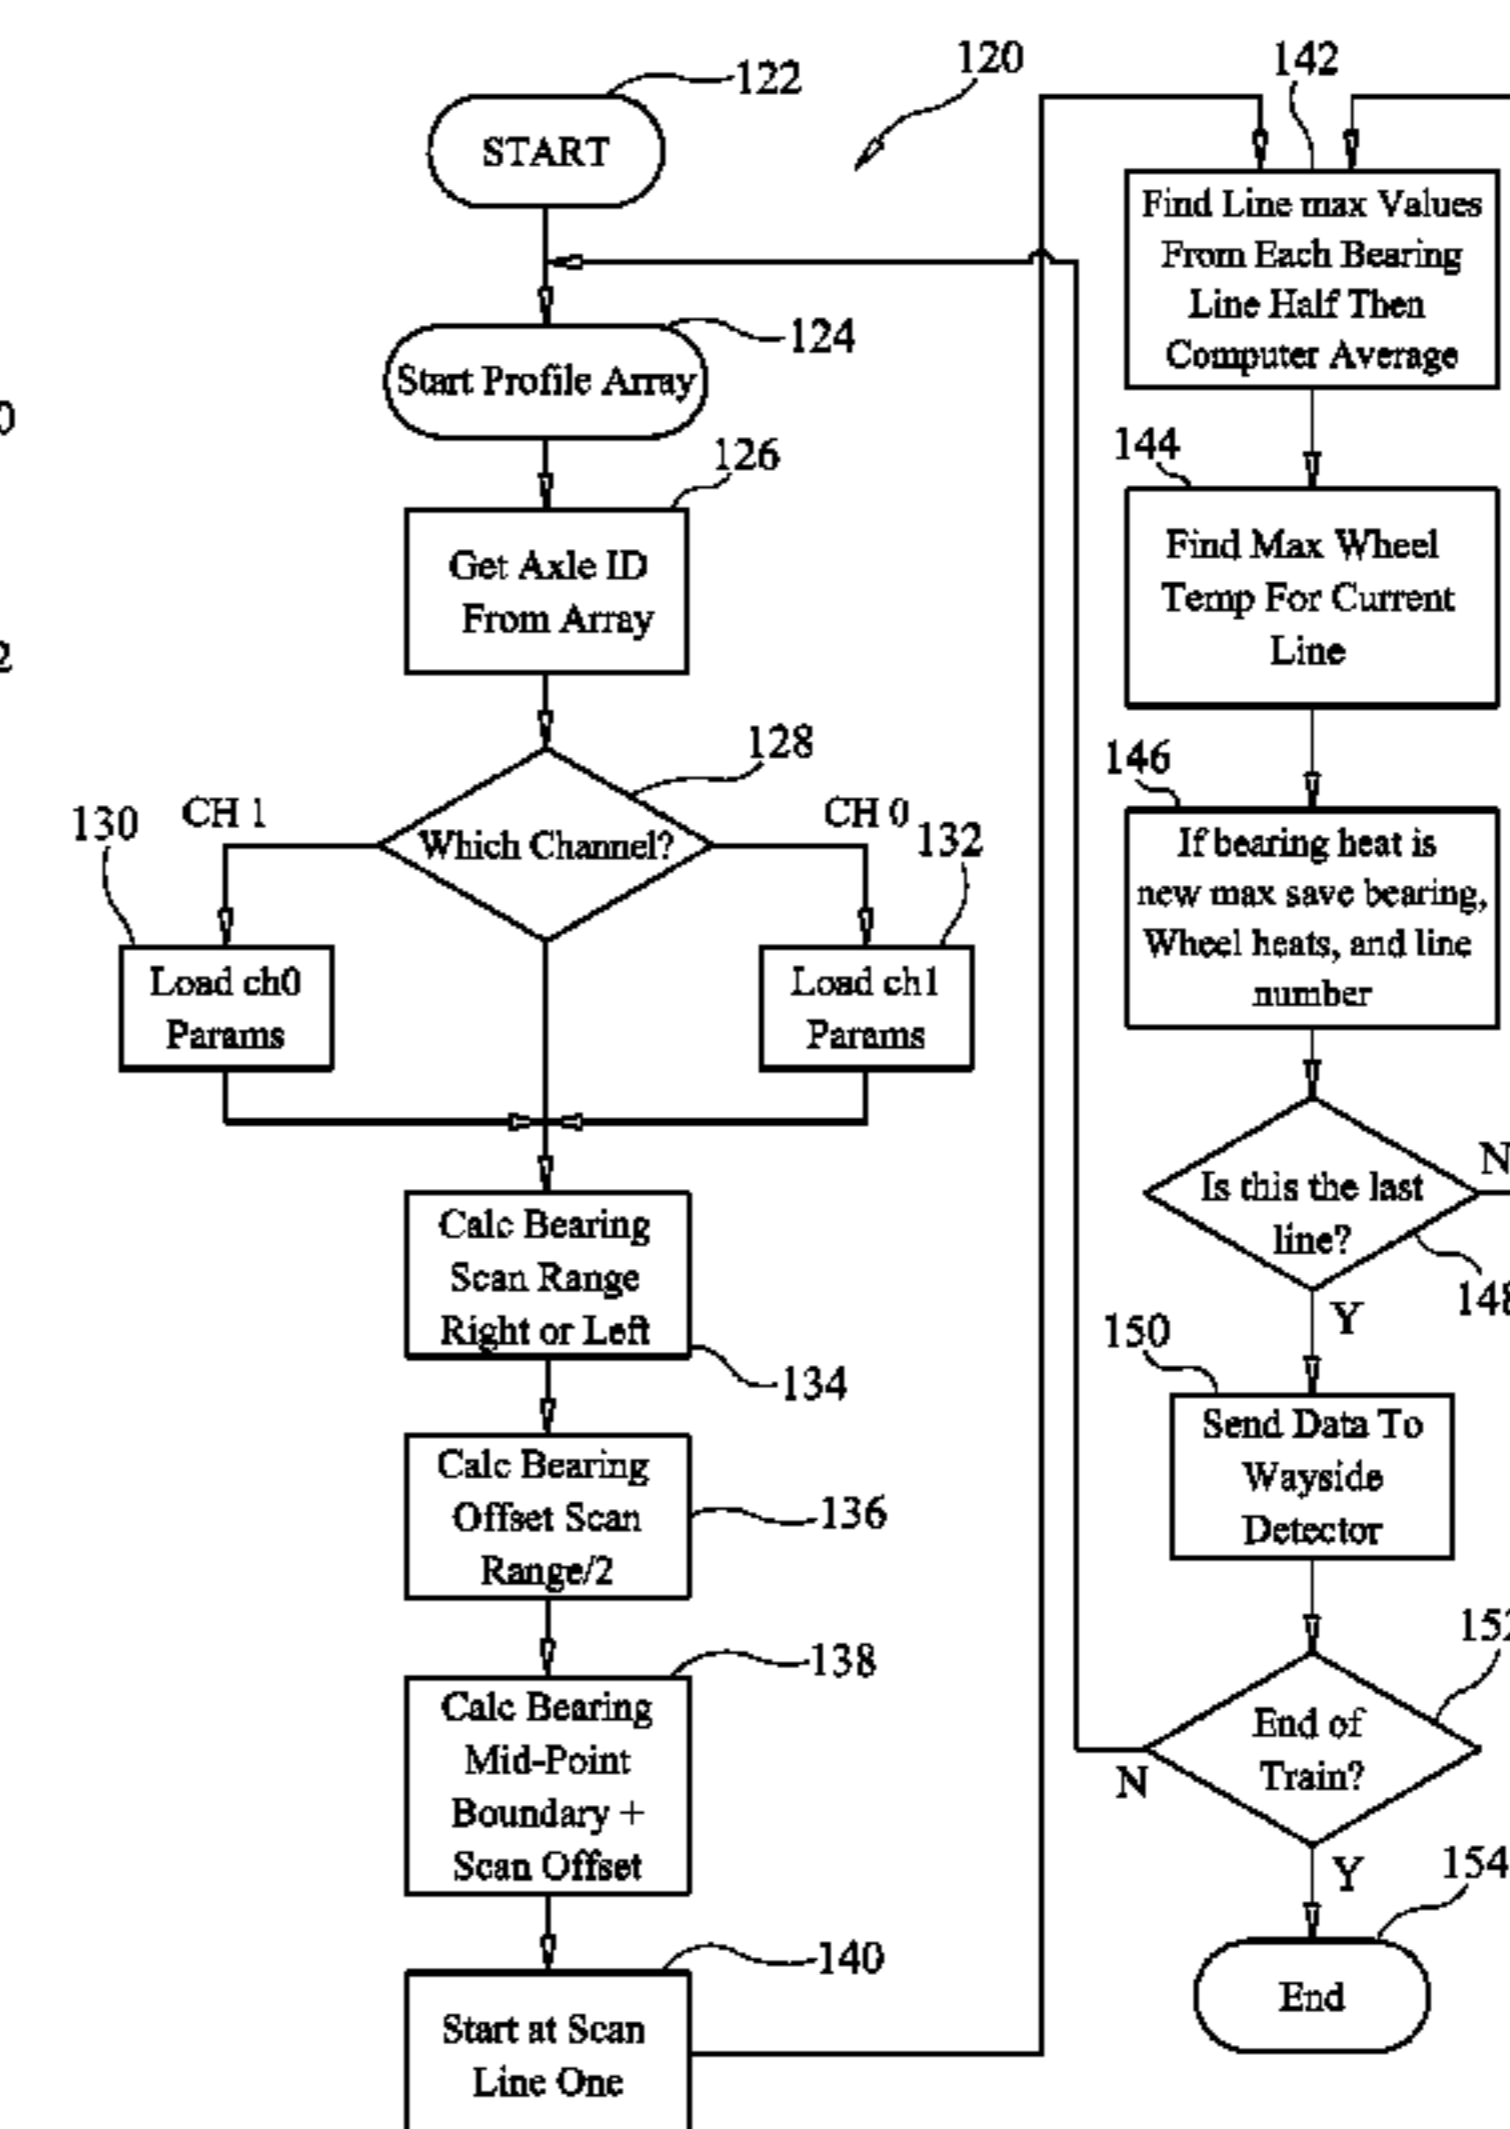 120
122
START
124
Start Profile Array
126
Get Axle ID
From Array
128
Which Channel?
CH 1
CH 0
130
Load ch0
Params
132
Load ch1
Params
Calc Bearing
Scan Range
Right or Left
134
Calc Bearing
Offset Scan
Range/2
136
138
Calc Bearing
Mid-Point
Boundary +
Scan Offset
140
Start at Scan
Line One
142
Find Line max Values
From Each Bearing
Line Half Then
Computer Average
144
Find Max Wheel
Temp For Current
Line
146
If bearing heat is
new max save bearing,
Wheel heats, and line
number
Is this the last
line?
N
148
Y
150
Send Data To
Wayside
Detector
152
End of
Train?
N
Y
154
End
0
2